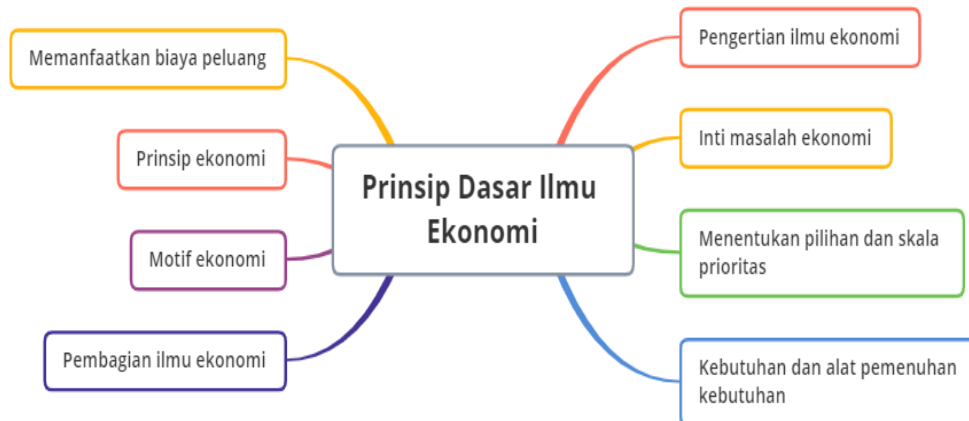 Prinsip Dasar Ilmu
Ekonomi
Pengertian ilmu ekonomi
Inti masalah ekonomi
Menentukan pilihan dan skala
prioritas
Kebutuhan dan alat pemenuhan
kebutuhan
Memanfaatkan biaya peluang
Prinsip ekonomi
Motif ekonomi
Pembagian ilmu ekonomi